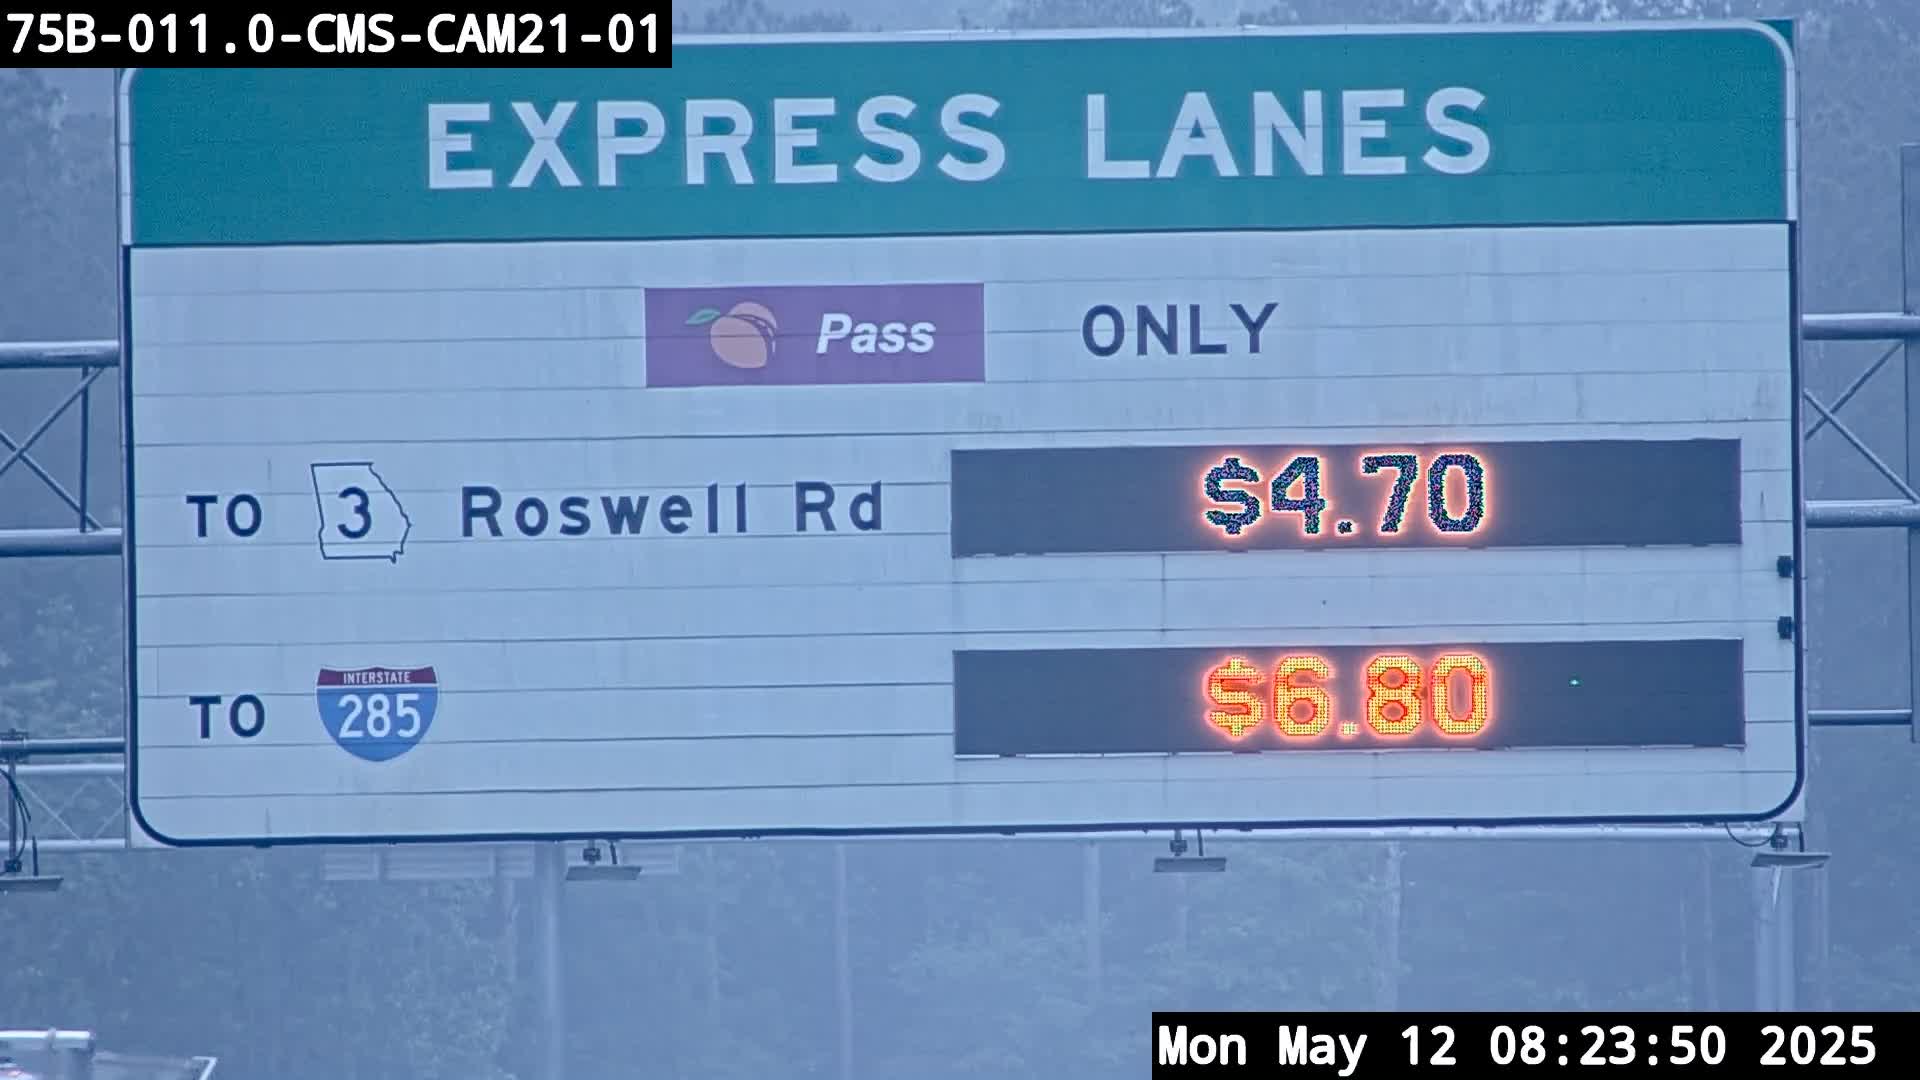 75B-011.0-CMS-CAM21-01
EXPRESS LANES
Pass ONLY
TO 3 Roswell Rd $4.70
TO INTERSTATE 285 $6.80
Mon May 12 08:23:50 2025